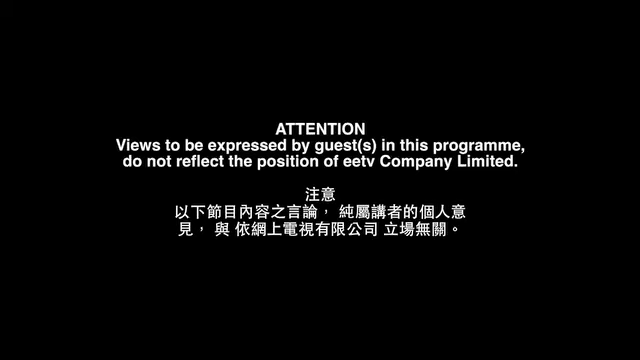 ATTENTION
Views to be expressed by guest(s) in this programme,
do not reflect the position of eetv Company Limited.
注意
以下節目內容之言論， 純屬講者的個人意
見， 與 依網上電視有限公司 立場無關。